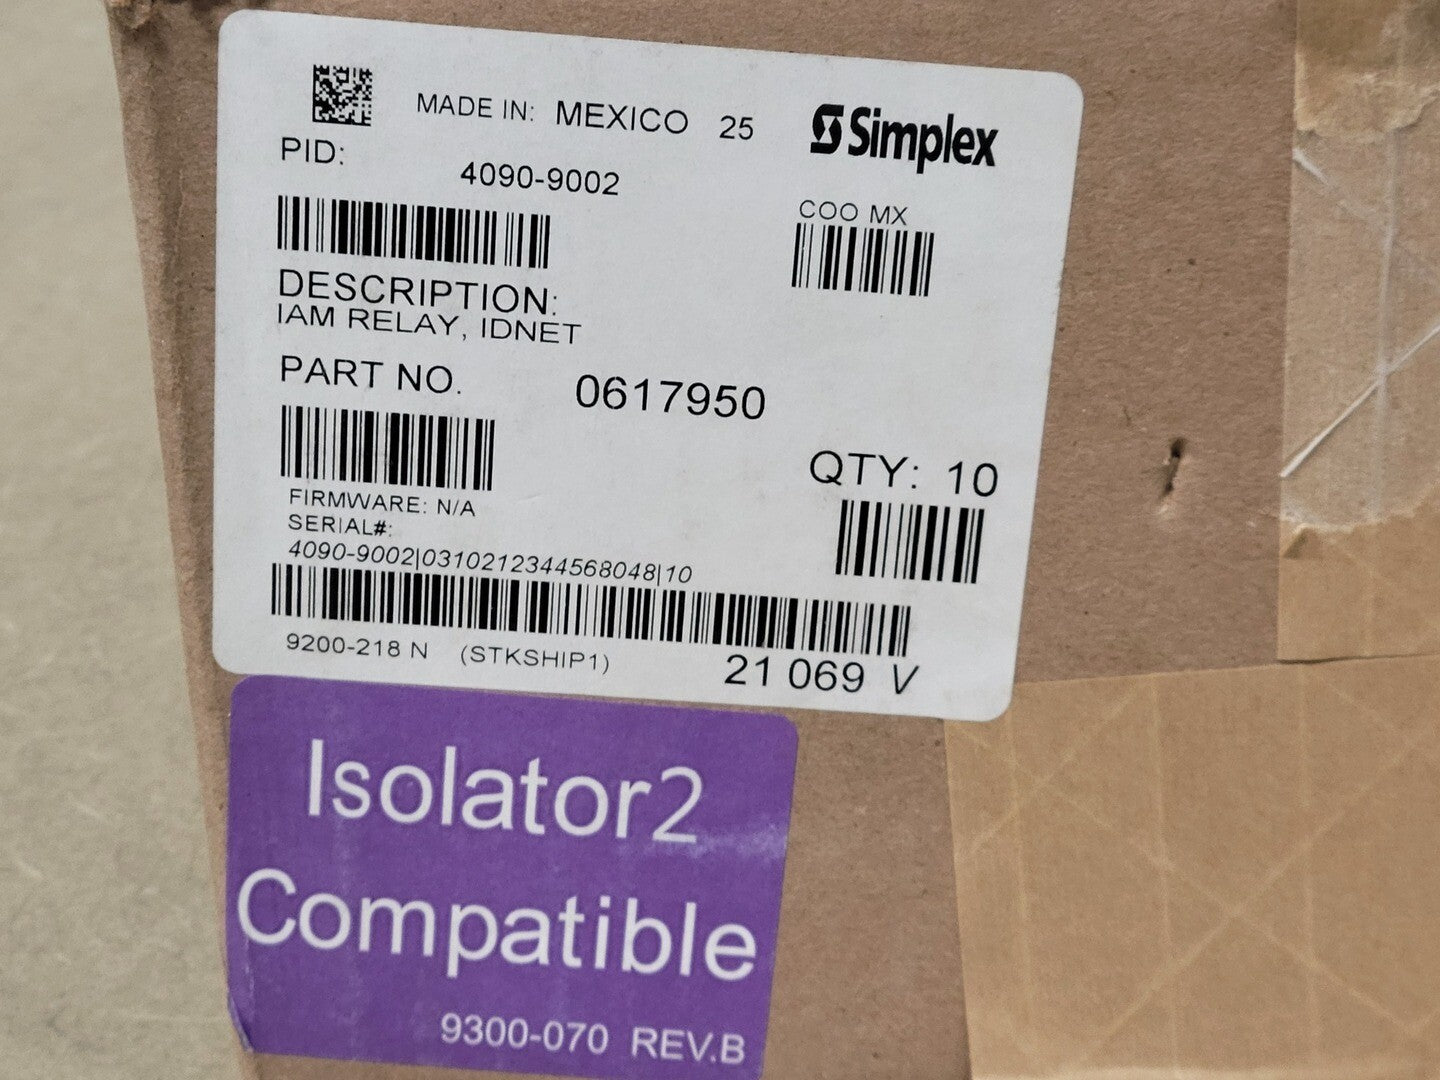 MADE IN: MEXICO 25 Simplex
PID: 4090-9002
COO MX
DESCRIPTION:
IAM RELAY, IDNET
PART NO. 0617950
QTY: 10
FIRMWARE: N/A
SERIAL#:
4090-9002|0310212344568048|10
9200-218 N (STKSHIP1) 21 069 V
Isolator2
Compatible
9300-070 REV.B